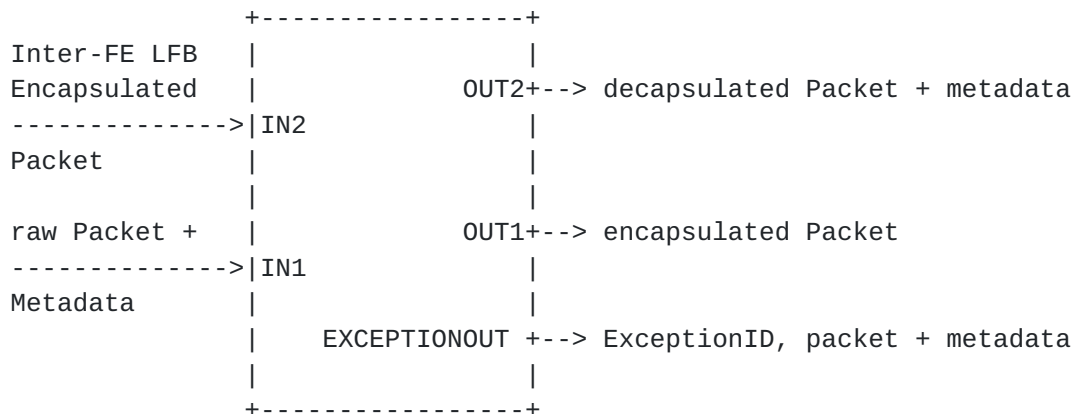 +-----------------+
Inter-FE LFB    |                 |
Encapsulated    |             OUT2+--> decapsulated Packet + metadata
-------------->|IN2              |
Packet          |                 |
                |                 |
raw Packet +    |             OUT1+--> encapsulated Packet
-------------->|IN1              |
Metadata        |                 |
                |    EXCEPTIONOUT +--> ExceptionID, packet + metadata
                |                 |
                +-----------------+